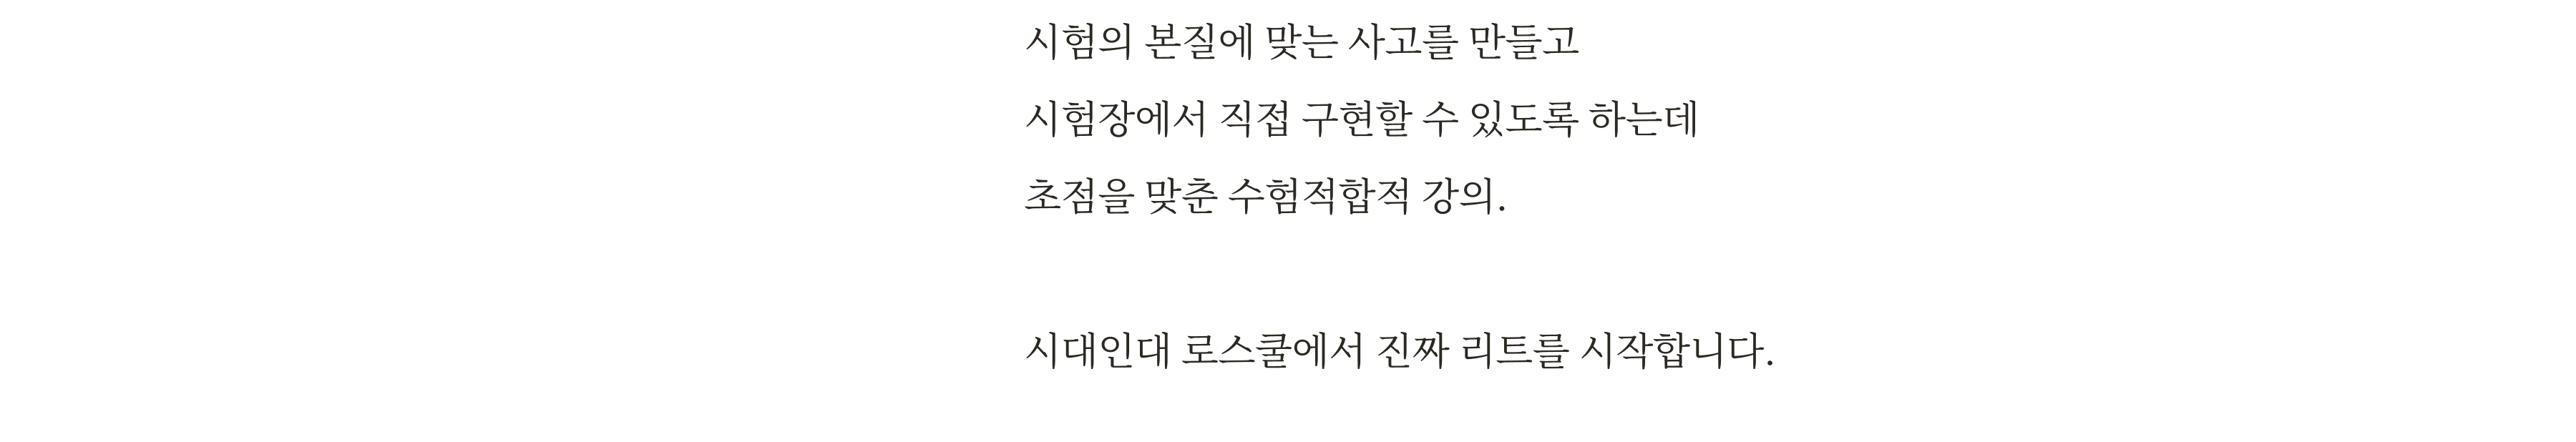 시험의 본질에 맞는 사고를 만들고
시험장에서 직접 구현할 수 있도록 하는데
초점을 맞춘 수험적합적 강의.
시대인대 로스쿨에서 진짜 리트를 시작합니다.